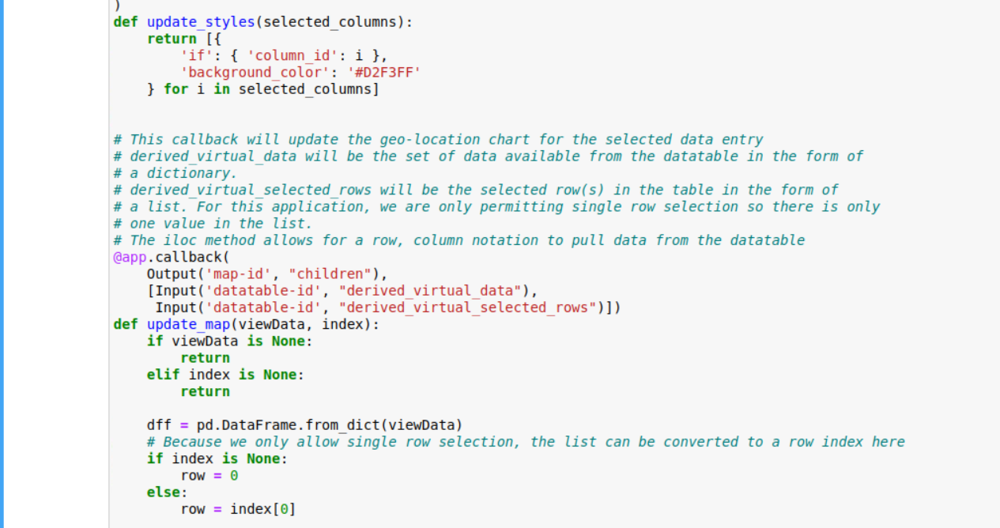 )
def update_styles(selected_columns):
    return [{
        'if': { 'column_id': i },
        'background_color': '#D2F3FF'
    } for i in selected_columns]
# This callback will update the geo-location chart for the selected data entry
# derived_virtual_data will be the set of data available from the datatable in the form of
# a dictionary.
# derived_virtual_selected_rows will be the selected row(s) in the table in the form of
# a list. For this application, we are only permitting single row selection so there is only
# one value in the list.
# The iloc method allows for a row, column notation to pull data from the datatable
@app.callback(
    Output('map-id', "children"),
    [Input('datatable-id', "derived_virtual_data"),
     Input('datatable-id', "derived_virtual_selected_rows")])
def update_map(viewData, index):
    if viewData is None:
        return
    elif index is None:
        return
    dff = pd.DataFrame.from_dict(viewData)
    # Because we only allow single row selection, the list can be converted to a row index here
    if index is None:
        row = 0
    else:
        row = index[0]